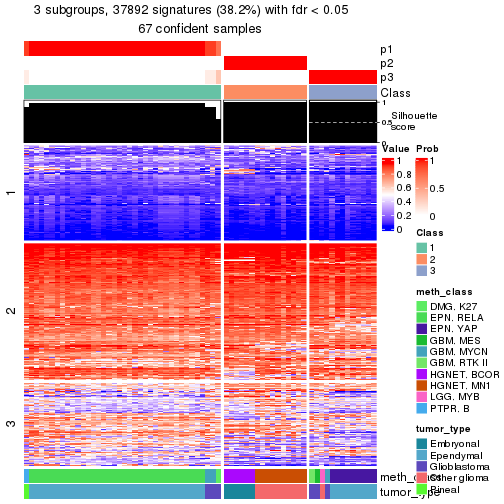 3 subgroups, 37892 signatures (38.2%) with fdr < 0.05
67 confident samples
p1
p2
p3
Class
1
0.5
0
Silhouette
score
1
2
3
Value
1
0.8
0.6
0.4
0.2
0
Prob
1
0.5
0
Class
1
2
3
meth_class
DMG. K27
EPN. RELA
EPN. YAP
GBM. MES
GBM. MYCN
GBM. RTK II
HGNET. BCOR
HGNET. MN1
LGG. MYB
PTPR. B
tumor_type
Embryonal
Ependymal
Glioblastoma
Other glioma
Pineal